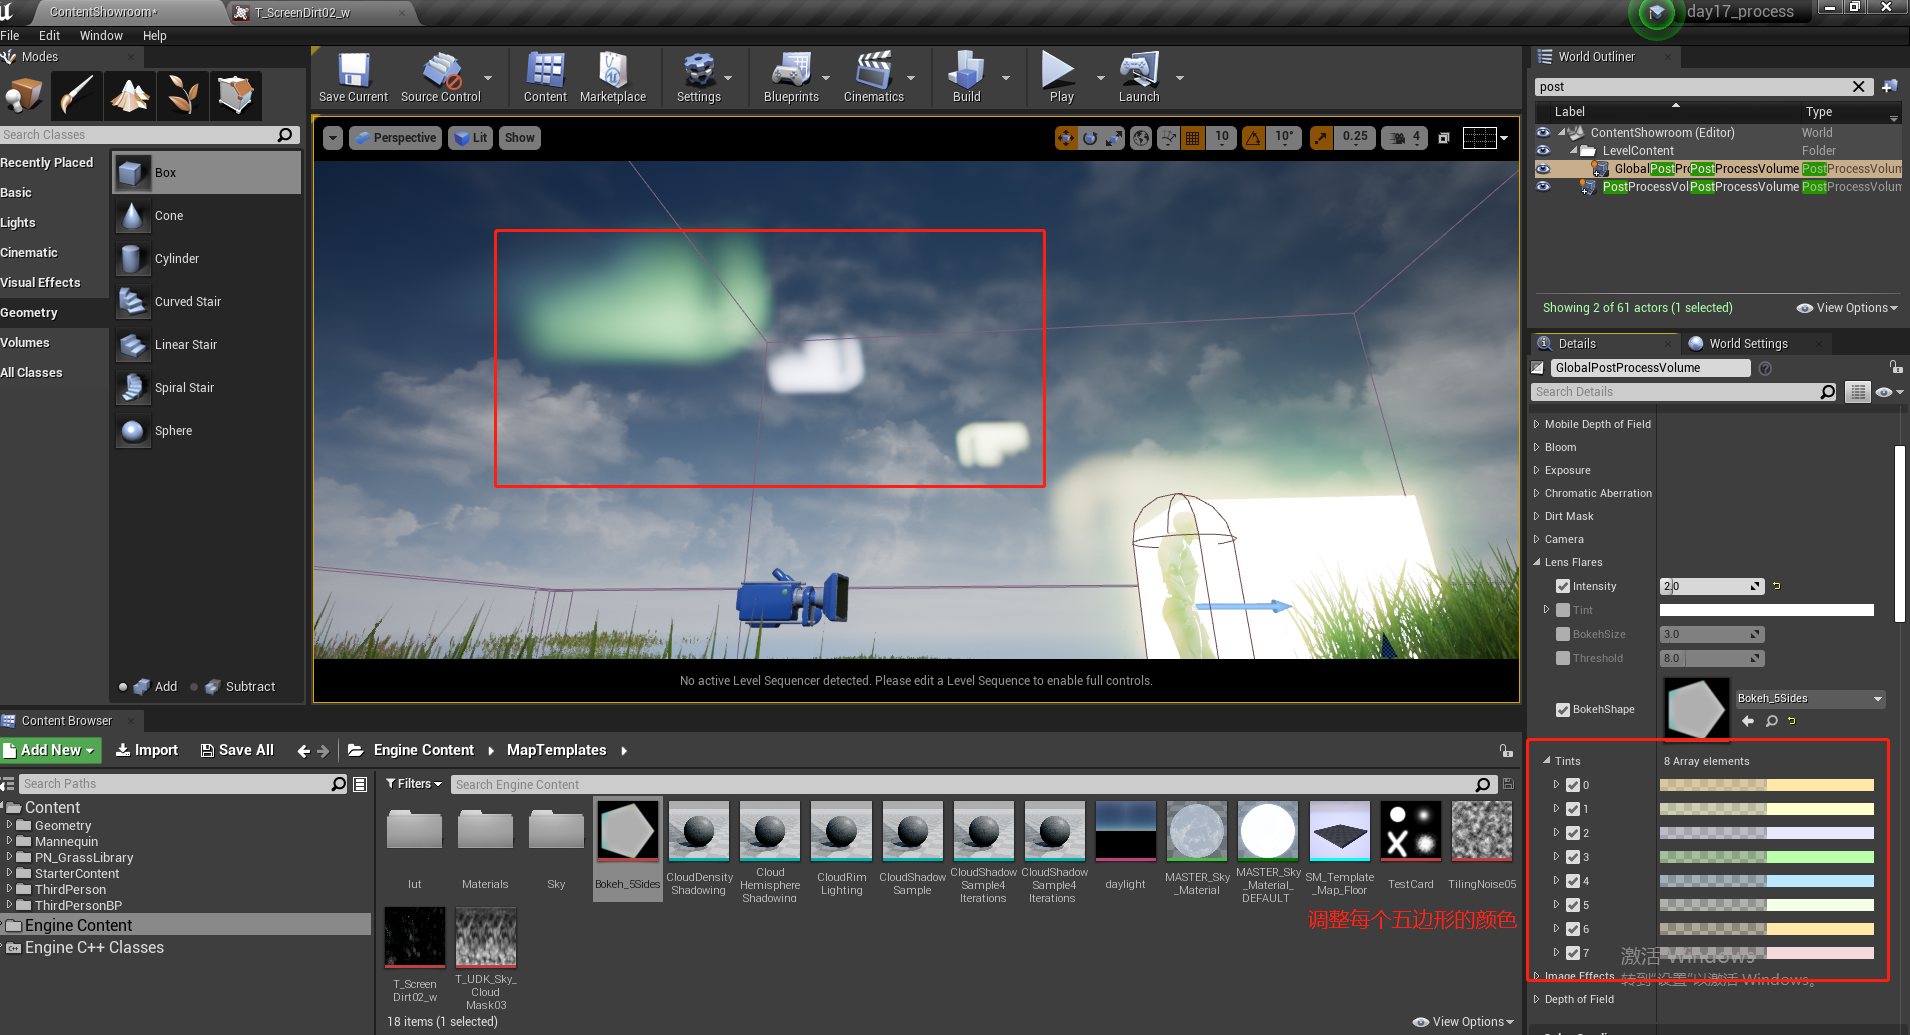 ContentShowroom*
T_ScreenDirt02_w
day17_process
File Edit Window Help
Modes
Search Classes
Recently Placed
Basic
Lights
Cinematic
Visual Effects
Geometry
Volumes
All Classes
Box
Cone
Cylinder
Curved Stair
Linear Stair
Spiral Stair
Sphere
Add Subtract
Save Current Source Control Content Marketplace Settings Blueprints Cinematics Build Play Launch
Perspective Lit Show
10 10° 0.25 4
No active Level Sequencer detected. Please edit a Level Sequence to enable full controls.
World Outliner
post
Label Type
ContentShowroom (Editor) World
LevelContent Folder
GlobalPostPrPostProcessVolume PostProcessVolum
PostProcessVolPostProcessVolume PostProcessVolum
Showing 2 of 61 actors (1 selected) View Options
Details World Settings
GlobalPostProcessVolume
Search Details
Mobile Depth of Field
Bloom
Exposure
Chromatic Aberration
Dirt Mask
Camera
Lens Flares
Intensity 2.0
Tint
BokehSize 3.0
Threshold 8.0
BokehShape Bokeh_5Sides
Tints 8 Array elements
0
1
2
3
4
5
6
7
Image Effects
Depth of Field
激活 Windows
转到"设置"以激活 Windows。
Content Browser
Add New Import Save All Engine Content MapTemplates
Search Paths
Filters Search Engine Content
Content
Geometry
Mannequin
PN_GrassLibrary
StarterContent
ThirdPerson
ThirdPersonBP
Engine Content
Engine C++ Classes
lut
Materials
Sky
Bokeh_5Sides
CloudDensity
Shadowing
Cloud
Hemisphere
Shadowing
CloudRim
Lighting
CloudShadow
Sample
CloudShadow
Sample4
Iterations
CloudShadow
Sample4
Iterations
daylight
MASTER_Sky
_Material
MASTER_Sky
_Material_
DEFAULT
SM_Template
_Map_Floor
TestCard
TilingNoise05
调整每个五边形的颜色
T_Screen
Dirt02_w
T_UDK_Sky_
Cloud
Mask03
18 items (1 selected)
View Options